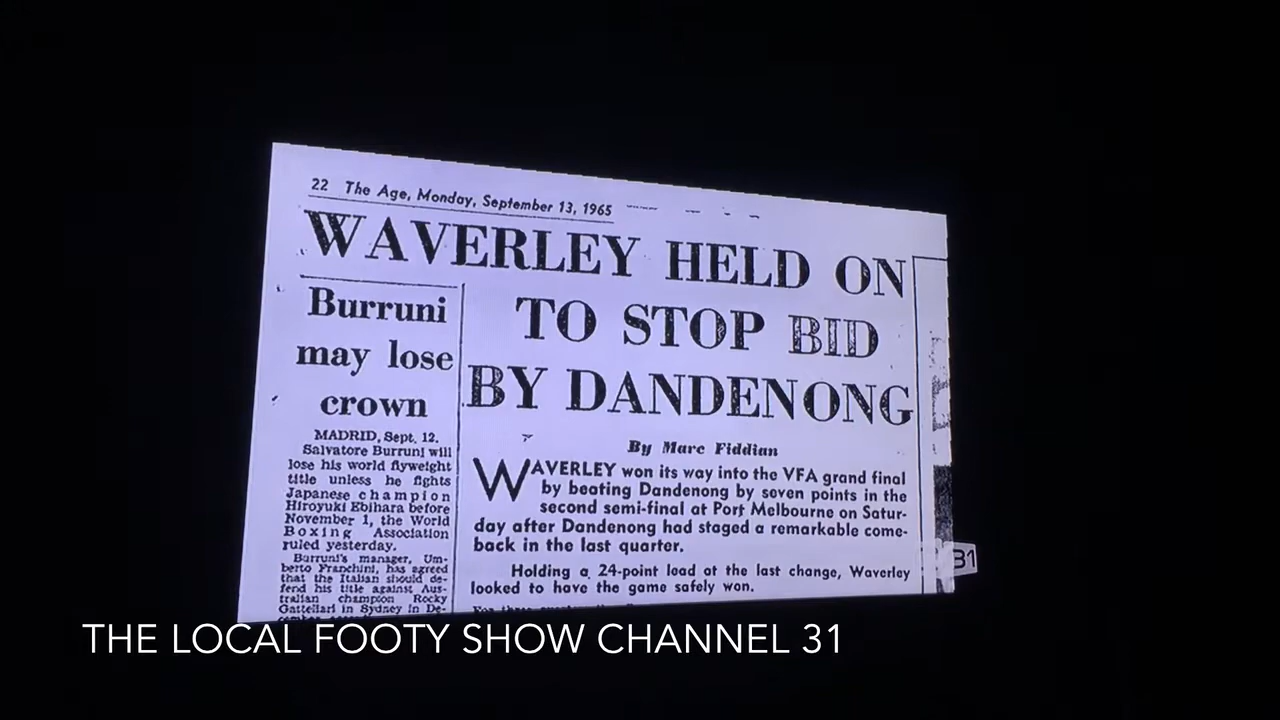 22 The Age, Monday, September 13, 1965
WAVERLEY HELD ON
TO STOP BID
BY DANDENONG
Burruni
may lose
crown
MADRID, Sept. 12.
Salvatore Burruni will
lose his world flyweight
title unless he fights
Japanese champion
Hiroyuki Ebihara before
November 1, the World
Boxing Association
ruled yesterday.
Burruni's manager, Um-
berto Franchini, has agreed
that the Italian should de-
fend his title against Aus-
tralian champion Rocky
Gattellari in Sydney in De-
By Marc Fiddian
WAVERLEY won its way into the VFA grand final
by beating Dandenong by seven points in the
second semi-final at Port Melbourne on Satur-
day after Dandenong had staged a remarkable come-
back in the last quarter.
Holding a 24-point lead at the last change, Waverley
looked to have the game safely won.
31
THE LOCAL FOOTY SHOW CHANNEL 31